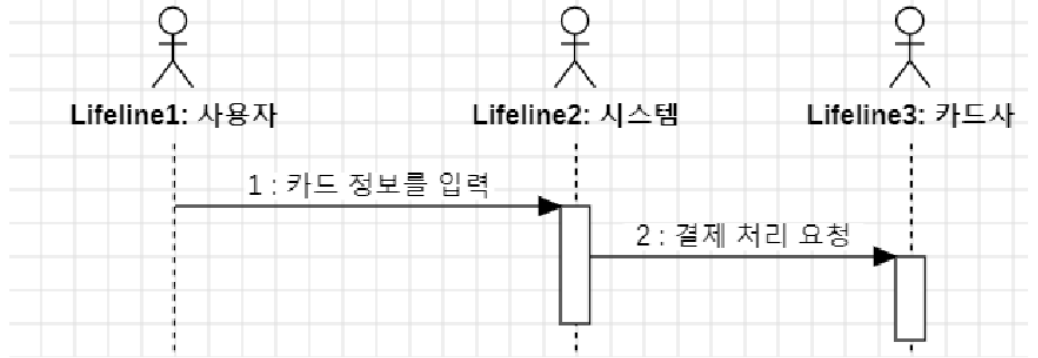 Lifeline1: 사용자
Lifeline2: 시스템
Lifeline3: 카드사
1 : 카드 정보를 입력
2 : 결제 처리 요청